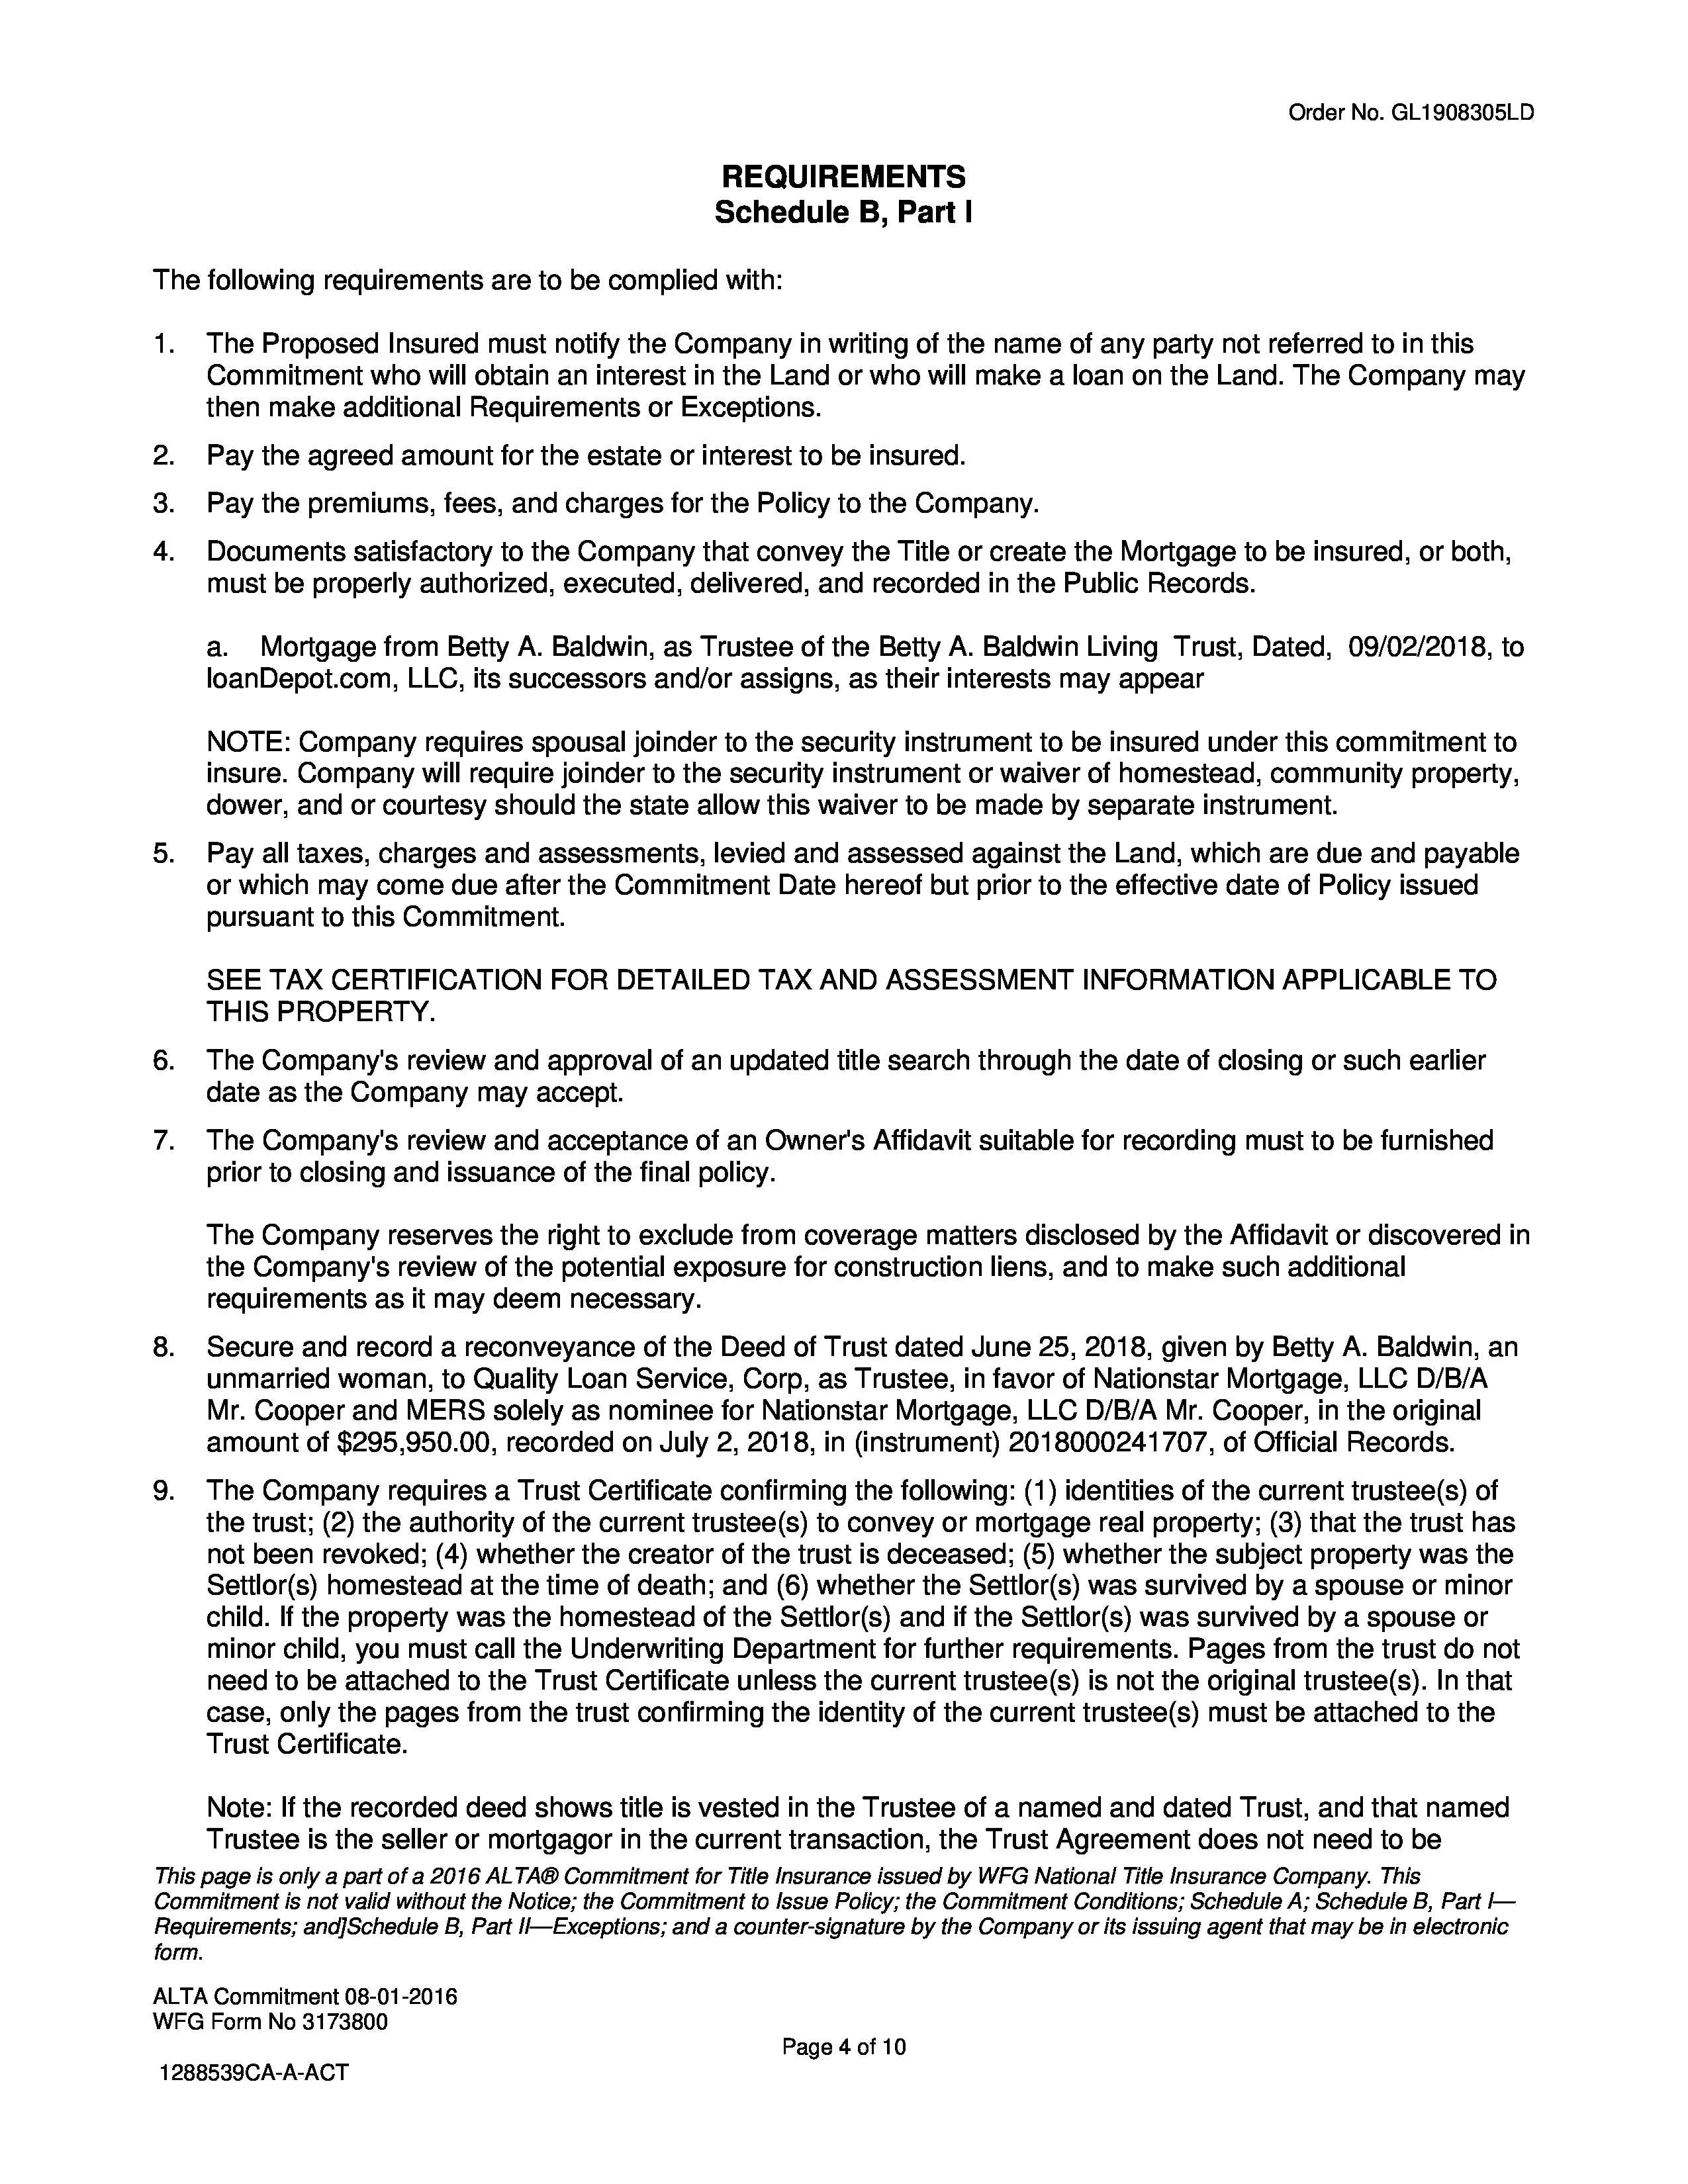 Order No. GL1908305LD
REQUIREMENTS
Schedule B, Part I
The following requirements are to be complied with:
1. The Proposed Insured must notify the Company in writing of the name of any party not referred to in this
Commitment who will obtain an interest in the Land or who will make a loan on the Land. The Company may
then make additional Requirements or Exceptions.
2. Pay the agreed amount for the estate or interest to be insured.
3. Pay the premiums, fees, and charges for the Policy to the Company.
4. Documents satisfactory to the Company that convey the Title or create the Mortgage to be insured, or both,
must be properly authorized, executed, delivered, and recorded in the Public Records.
a. Mortgage from Betty A. Baldwin, as Trustee of the Betty A. Baldwin Living Trust, Dated, 09/02/2018, to
loanDepot.com, LLC, its successors and/or assigns, as their interests may appear
NOTE: Company requires spousal joinder to the security instrument to be insured under this commitment to
insure. Company will require joinder to the security instrument or waiver of homestead, community property,
dower, and or courtesy should the state allow this waiver to be made by separate instrument.
5. Pay all taxes, charges and assessments, levied and assessed against the Land, which are due and payable
or which may come due after the Commitment Date hereof but prior to the effective date of Policy issued
pursuant to this Commitment.
SEE TAX CERTIFICATION FOR DETAILED TAX AND ASSESSMENT INFORMATION APPLICABLE TO
THIS PROPERTY.
6. The Company's review and approval of an updated title search through the date of closing or such earlier
date as the Company may accept.
7. The Company's review and acceptance of an Owner's Affidavit suitable for recording must to be furnished
prior to closing and issuance of the final policy.
The Company reserves the right to exclude from coverage matters disclosed by the Affidavit or discovered in
the Company's review of the potential exposure for construction liens, and to make such additional
requirements as it may deem necessary.
8. Secure and record a reconveyance of the Deed of Trust dated June 25, 2018, given by Betty A. Baldwin, an
unmarried woman, to Quality Loan Service, Corp, as Trustee, in favor of Nationstar Mortgage, LLC D/B/A
Mr. Cooper and MERS solely as nominee for Nationstar Mortgage, LLC D/B/A Mr. Cooper, in the original
amount of $295,950.00, recorded on July 2, 2018, in (instrument) 2018000241707, of Official Records.
9. The Company requires a Trust Certificate confirming the following: (1) identities of the current trustee(s) of
the trust; (2) the authority of the current trustee(s) to convey or mortgage real property; (3) that the trust has
not been revoked; (4) whether the creator of the trust is deceased; (5) whether the subject property was the
Settlor(s) homestead at the time of death; and (6) whether the Settlor(s) was survived by a spouse or minor
child. If the property was the homestead of the Settlor(s) and if the Settlor(s) was survived by a spouse or
minor child, you must call the Underwriting Department for further requirements. Pages from the trust do not
need to be attached to the Trust Certificate unless the current trustee(s) is not the original trustee(s). In that
case, only the pages from the trust confirming the identity of the current trustee(s) must be attached to the
Trust Certificate.
Note: If the recorded deed shows title is vested in the Trustee of a named and dated Trust, and that named
Trustee is the seller or mortgagor in the current transaction, the Trust Agreement does not need to be
This page is only a part of a 2016 ALTA® Commitment for Title Insurance issued by WFG National Title Insurance Company. This
Commitment is not valid without the Notice; the Commitment to Issue Policy; the Commitment Conditions; Schedule A; Schedule B, Part I—
Requirements; and]Schedule B, Part II—Exceptions; and a counter-signature by the Company or its issuing agent that may be in electronic
form.
ALTA Commitment 08-01-2016
WFG Form No 3173800
Page 4 of 10
1288539CA-A-ACT